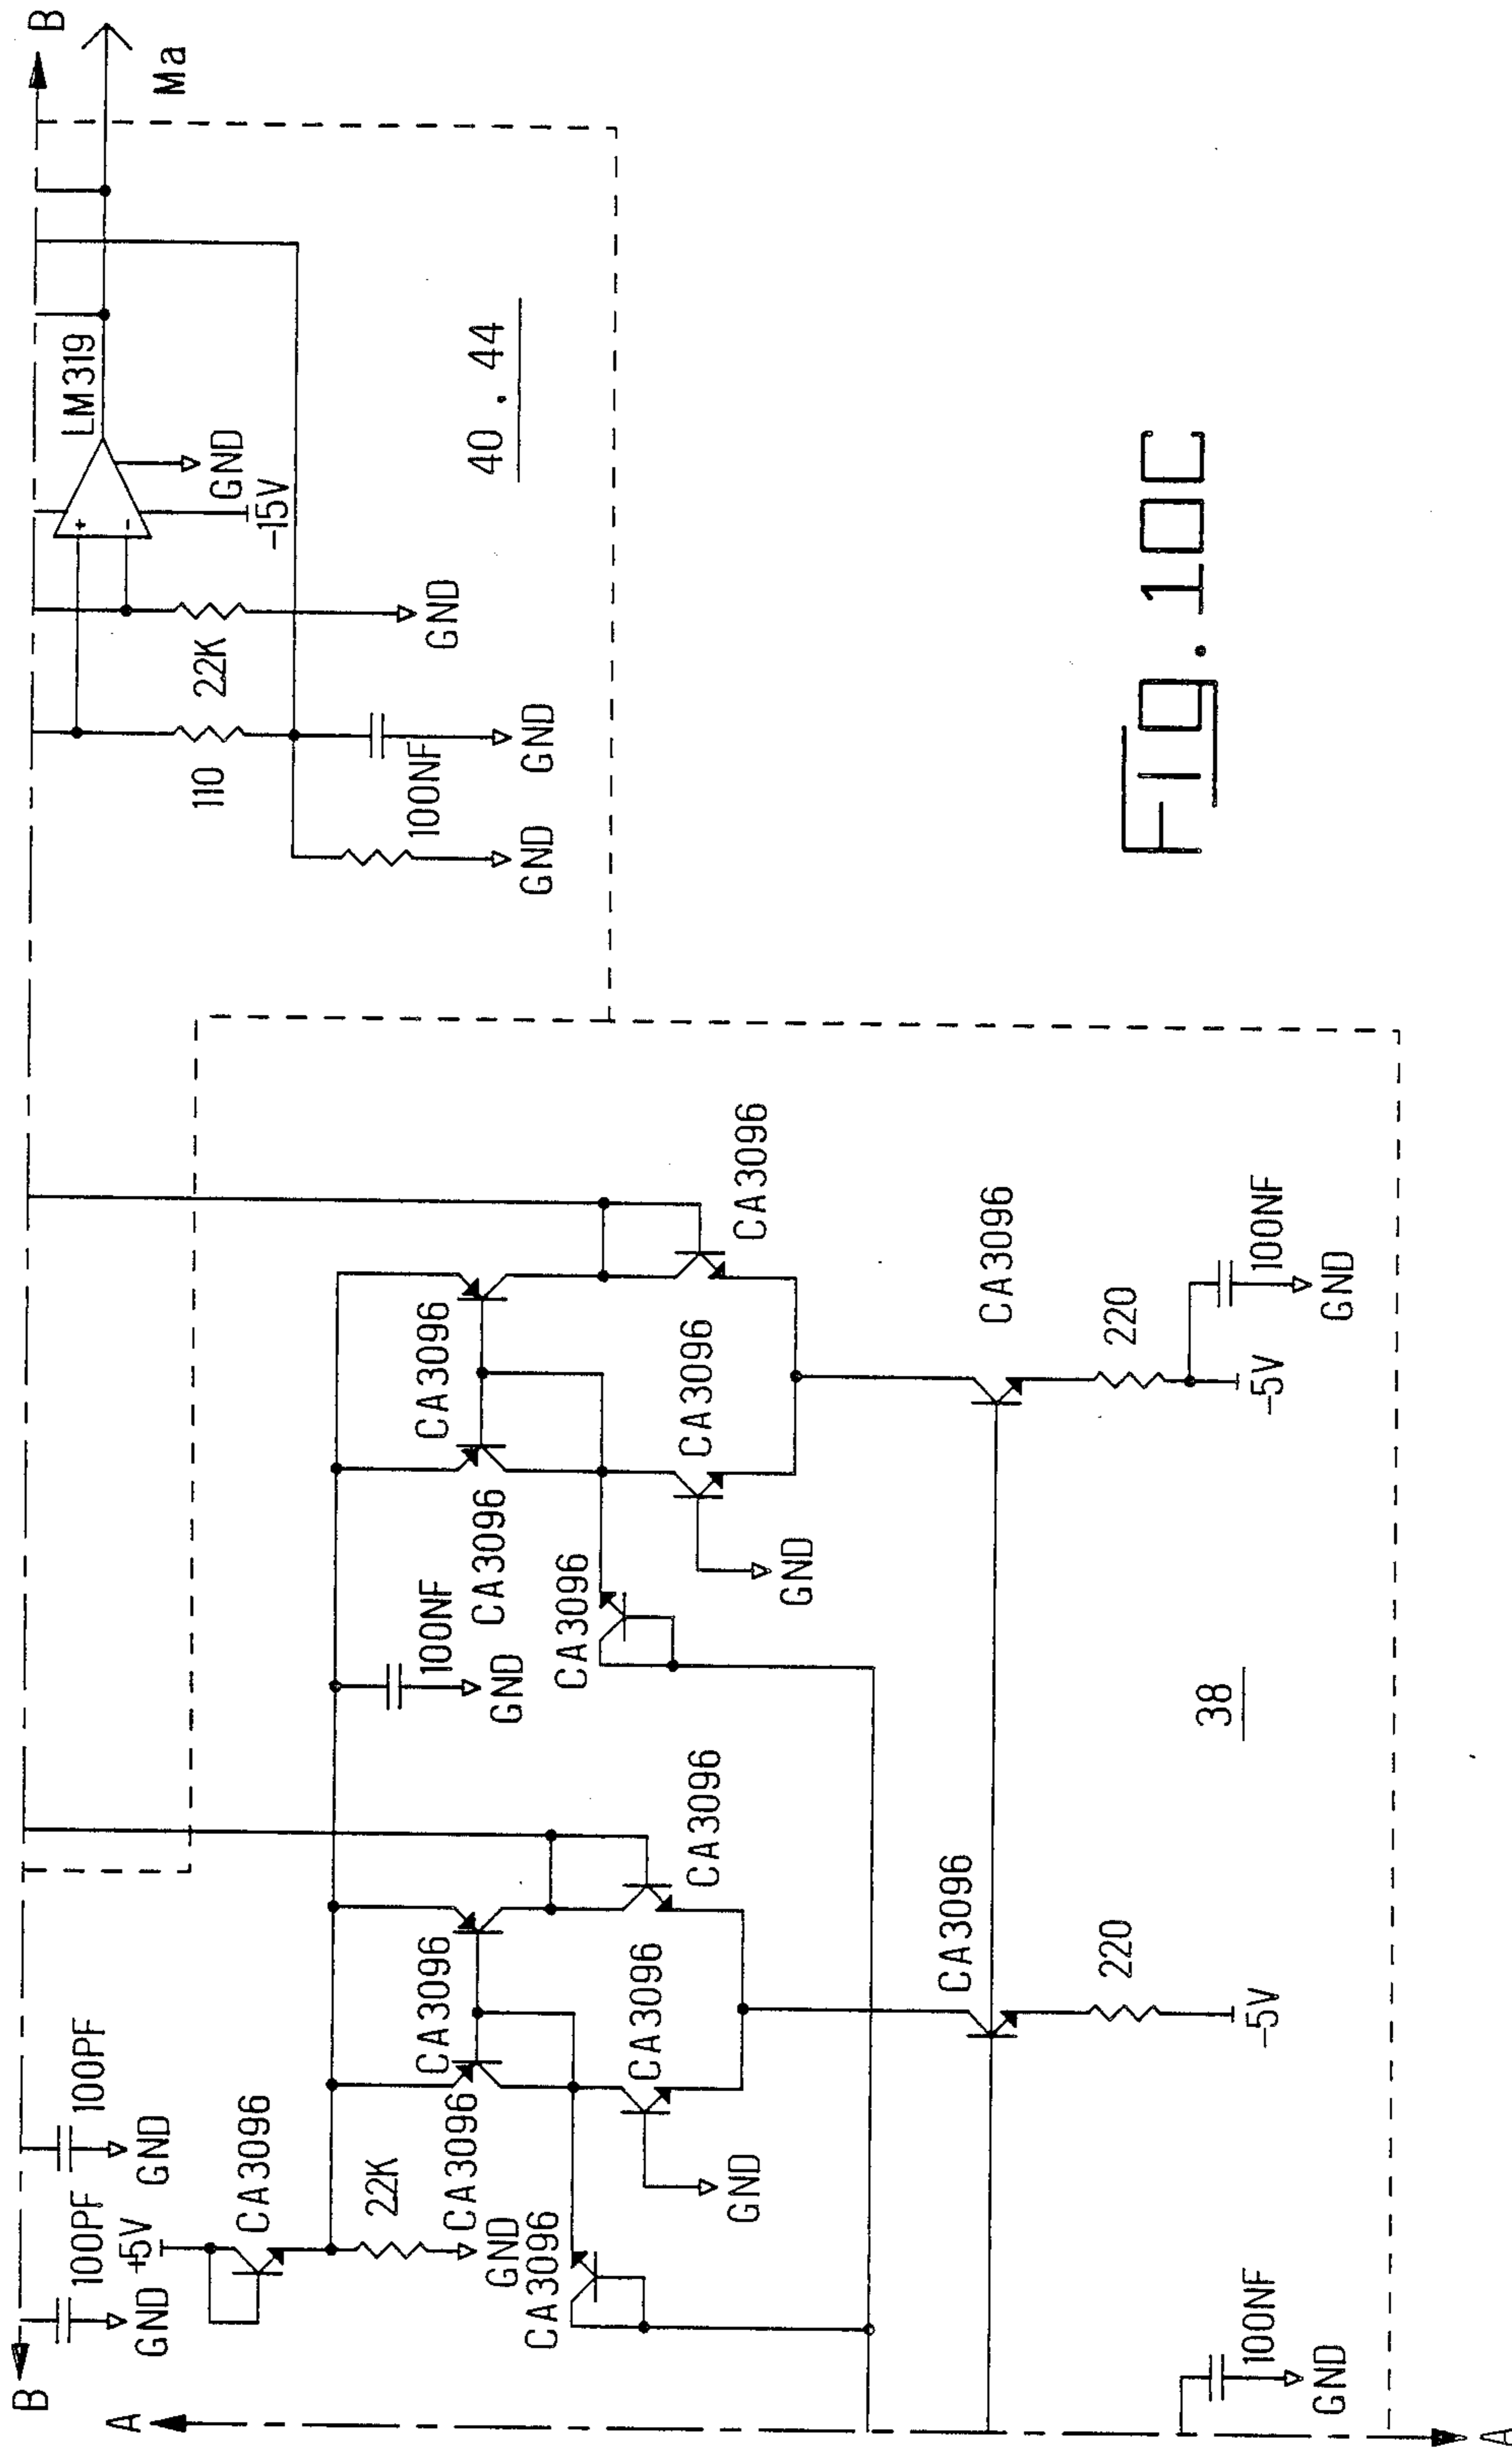 B
B
A
A
100PF
GND
100PF
GND
+5V
CA3096
22K
GND
CA3096
CA3096
CA3096
CA3096
CA3096
GND
100NF
GND
CA3096
CA3096
CA3096
CA3096
CA3096
GND
CA3096
220
-5V
CA3096
220
-5V
100NF
GND
100NF
GND
38
110
22K
GND
100NF
GND
GND
LM319
+
-
GND
-15V
Ma
40 . 44
Fig. 10C